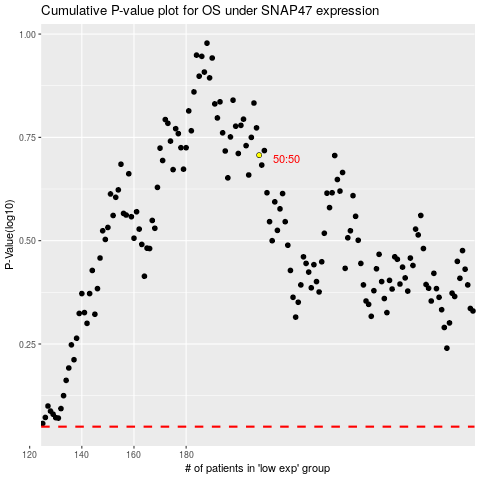 Cumulative P-value plot for OS under SNAP47 expression
P-Value(log10)
1.00
0.75
0.50
0.25
50:50
120 140 160 180
# of patients in 'low exp' group